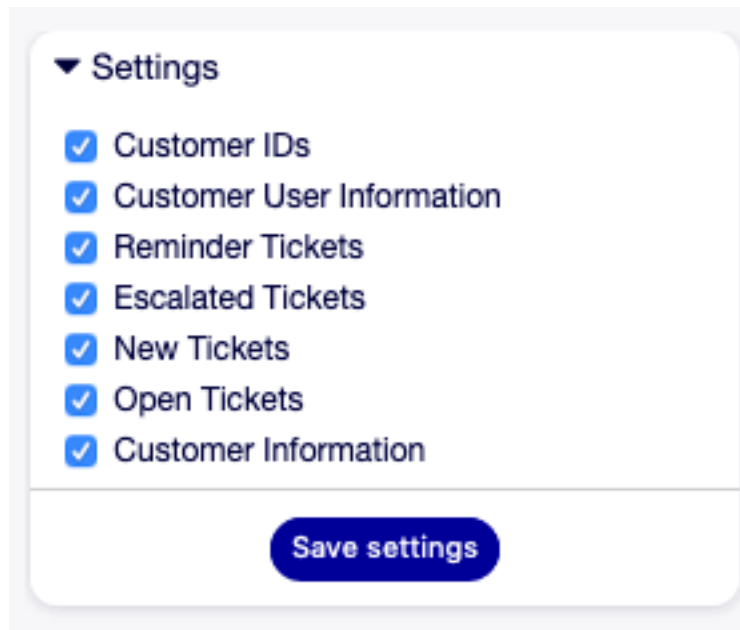 Settings
Customer IDs
Customer User Information
Reminder Tickets
Escalated Tickets
New Tickets
Open Tickets
Customer Information
Save settings